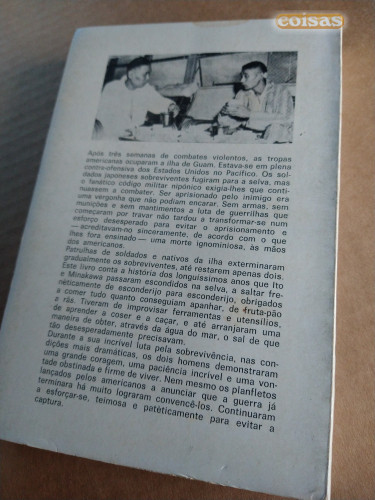 coisas
Após três semanas de combates violentos, as tropas
americanas ocuparam a ilha de Guam. Estava-se em plena
contra-ofensiva dos Estados Unidos no Pacífico. Os sol-
dados japoneses sobreviventes fugiram para a selva, mas
o fanático código militar nipónico exigia-lhes que conti-
nuassem a combater. Ser aprisionado pelo inimigo era
uma vergonha que não podiam encarar. Sem armas, sem
munições e sem mantimentos a luta de guerrilhas que
começaram por trever não tardou a transformar-se num
esforço desesperado para evitar o aprisionamento e
— acreditavam-no sinceramente, de acordo com o que
lhes fora ensinado — uma morte ignominiosa, às mãos
dos americanos.
Patrulhas de soldados e nativos da ilha exterminaram
gradualmente os sobreviventes, até restarem apenas dois.
Este livro conta a história dos longuíssimos anos que Ito
e Minakawa passaram escondidos na selva, a saltar fre-
néticamente de esconderijo para esconderijo, obrigados
a comer tudo quanto conseguiam apanhar, de fruta-pão
a rãs. Tiveram de improvisar ferramentas e utensílios,
de aprender a coser e a caçar, e até arranjaram uma
maneira de obter, através da água do mar, o sal de que
tão desesperadamente precisavam.
Durante a sua incrível luta pela sobrevivência, nas con-
dições mais dramáticas, os dois homens demonstraram
uma grande coragem, uma paciência incrível e uma von-
tade obstinada e firme de viver. Nem mesmo os planfletos
lançados pelos americanos a anunciar que a guerra já
terminara há muito lograram convencê-los. Continuaram
a esforçar-se, teimosa e patèticamente para evitar a
captura.